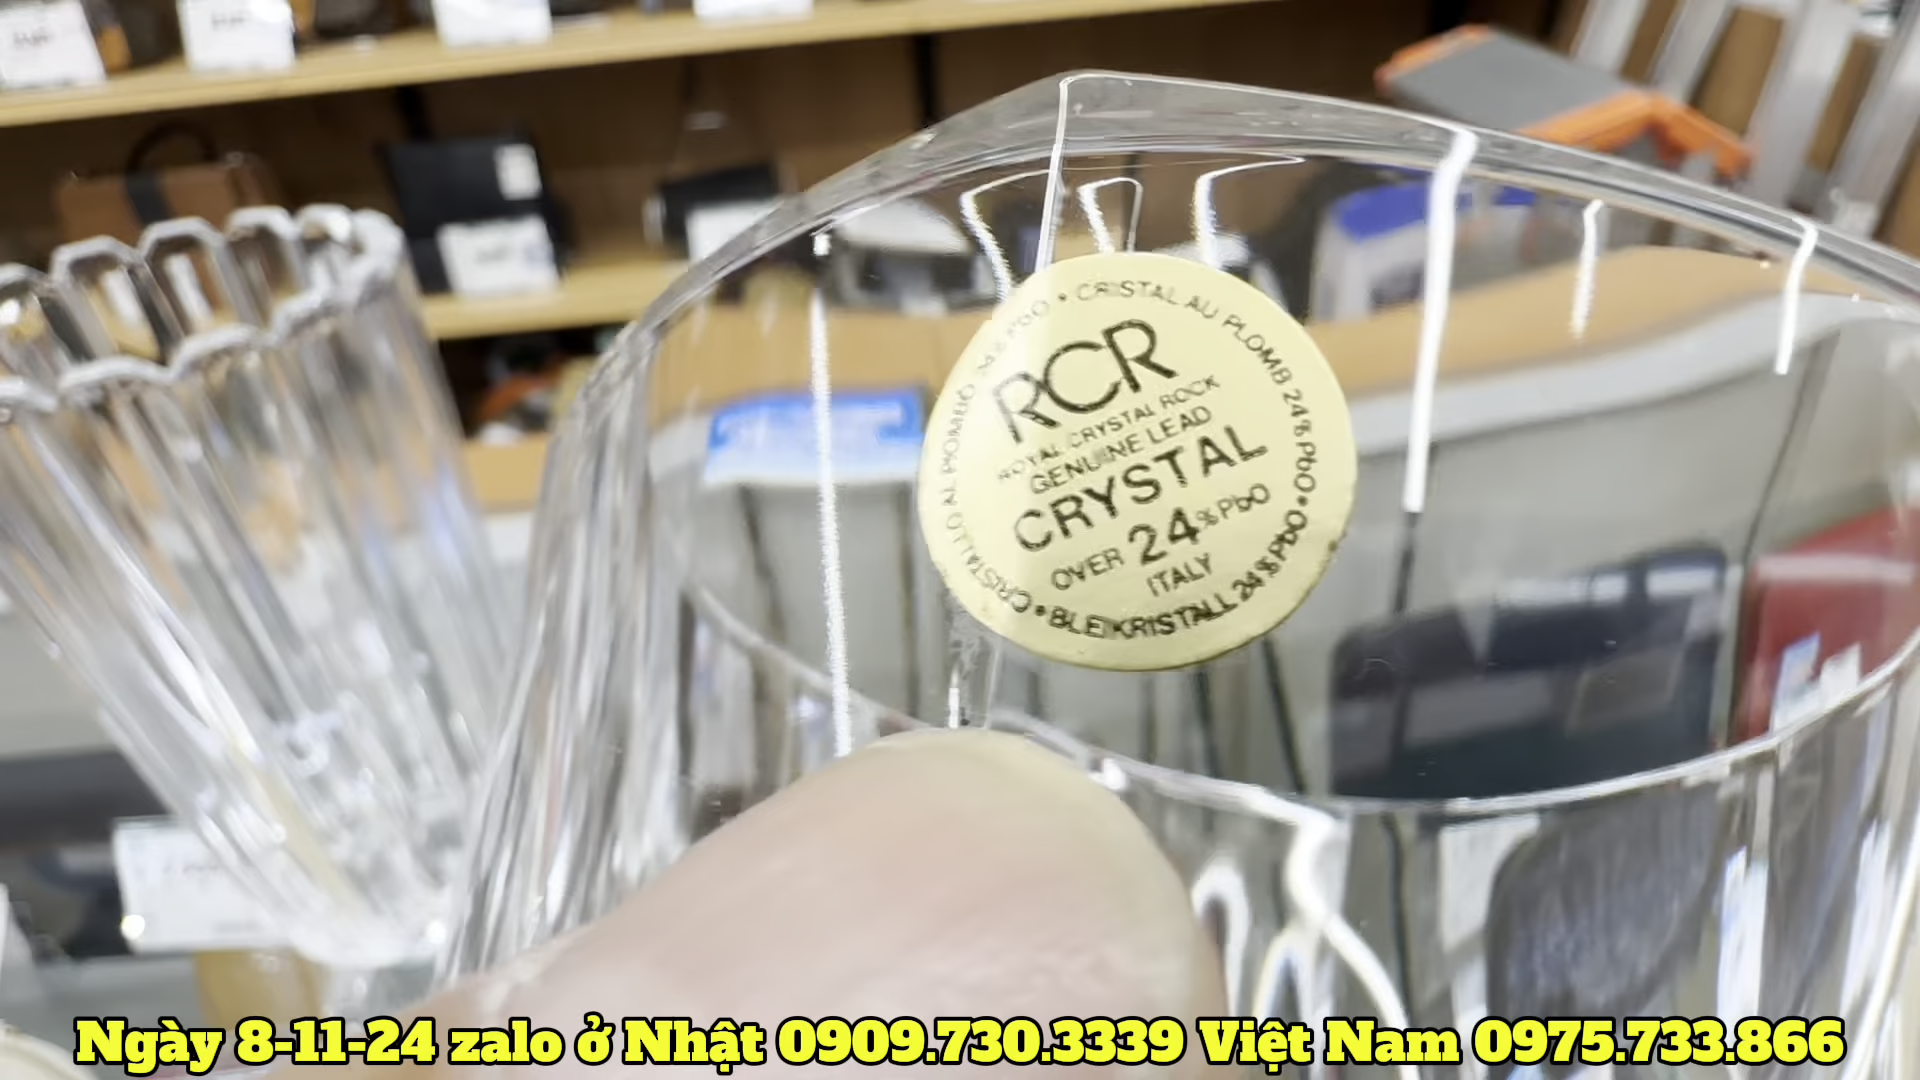 RCR
ROYAL CRYSTAL ROCK
GENUINE LEAD
CRYSTAL
OVER 24% PbO
ITALY
• CRISTAL AU PLOMB 24% PbO • BLEIKRISTALL 24% PbO • CRISTALLO AL PIOMBO 24% PbO
Ngày 8-11-24 zalo ở Nhật 0909.730.3339 Việt Nam 0975.733.866